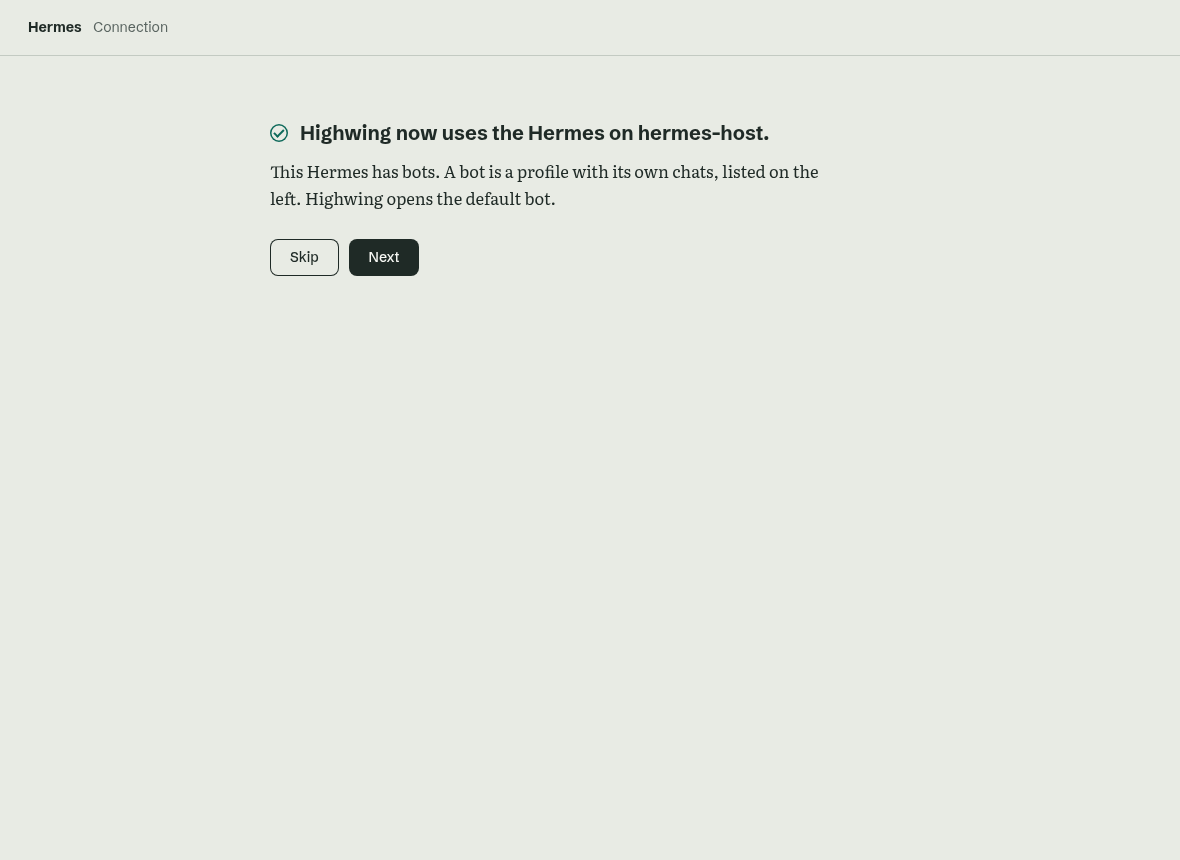 Hermes Connection
Highwing now uses the Hermes on hermes-host.
This Hermes has bots. A bot is a profile with its own chats, listed on the
left. Highwing opens the default bot.
Skip Next